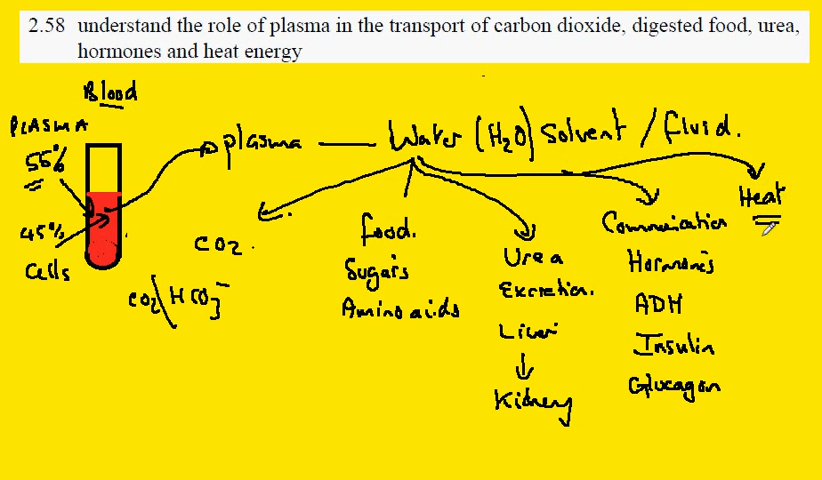 2.58 understand the role of plasma in the transport of carbon dioxide, digested food, urea,
hormones and heat energy
Blood
PLASMA
55%
45%
Cells
plasma — Water (H2O) Solvent / fluid.
CO2.
CO2/HCO3-
food.
Sugars
Amino acids
Urea
Excretion.
Liver
↓
Kidney
Communication
Hormones
ADH
Insulin
Glucagon
Heat